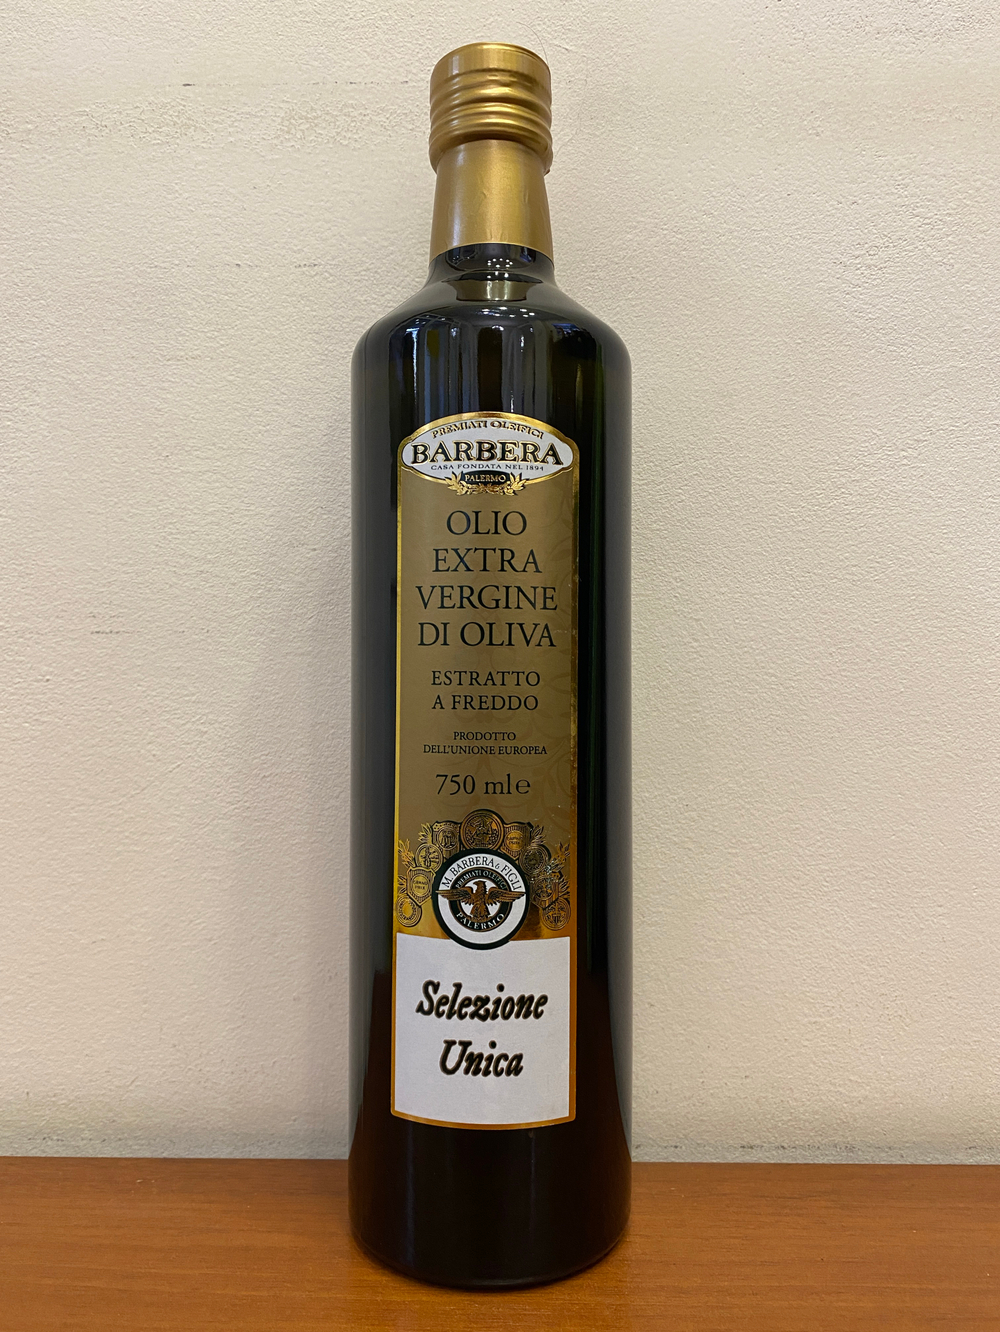 PREMIATI OLEIFICI
BARBERA
CASA FONDATA NEL 1894
PALERMO
OLIO
EXTRA
VERGINE
DI OLIVA
ESTRATTO
A FREDDO
PRODOTTO
DELL'UNIONE EUROPEA
750 ml ℮
M. BARBERA & FIGLI
PREMIATI OLEIFICI
PALERMO
Selezione
Unica